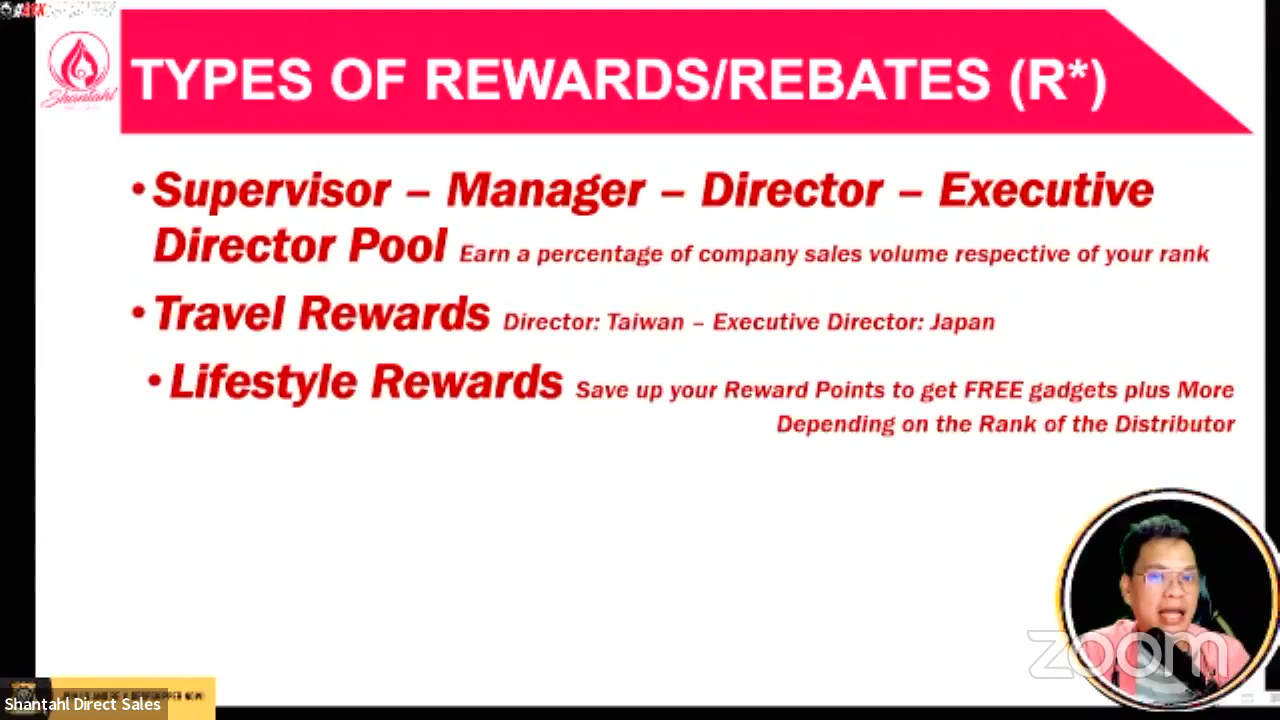 Shantahl
TYPES OF REWARDS/REBATES (R*)
• Supervisor – Manager – Director – Executive
Director Pool Earn a percentage of company sales volume respective of your rank
• Travel Rewards Director: Taiwan – Executive Director: Japan
• Lifestyle Rewards Save up your Reward Points to get FREE gadgets plus More
Depending on the Rank of the Distributor
zoom
Shantahl Direct Sales